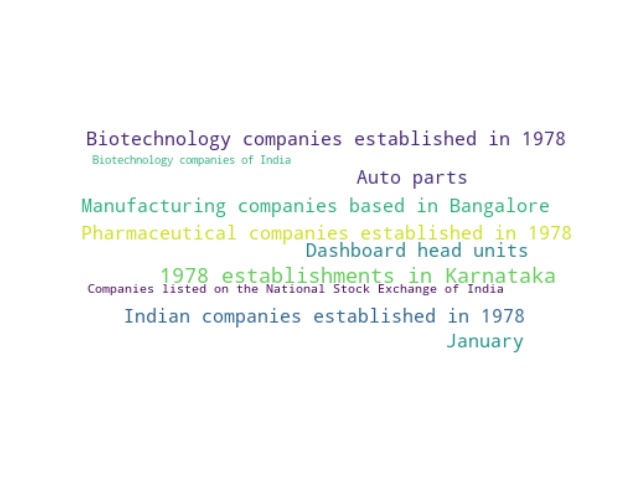 Biotechnology companies established in 1978
Biotechnology companies of India
Auto parts
Manufacturing companies based in Bangalore
Pharmaceutical companies established in 1978
Dashboard head units
1978 establishments in Karnataka
Companies listed on the National Stock Exchange of India
Indian companies established in 1978
January